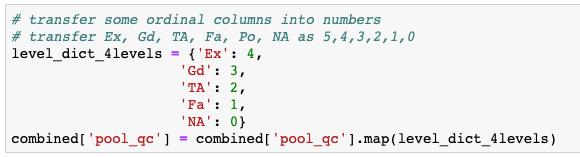 # transfer some ordinal columns into numbers
# transfer Ex, Gd, TA, Fa, Po, NA as 5,4,3,2,1,0
level_dict_4levels = {'Ex': 4,
                      'Gd': 3,
                      'TA': 2,
                      'Fa': 1,
                      'NA': 0}
combined['pool_qc'] = combined['pool_qc'].map(level_dict_4levels)